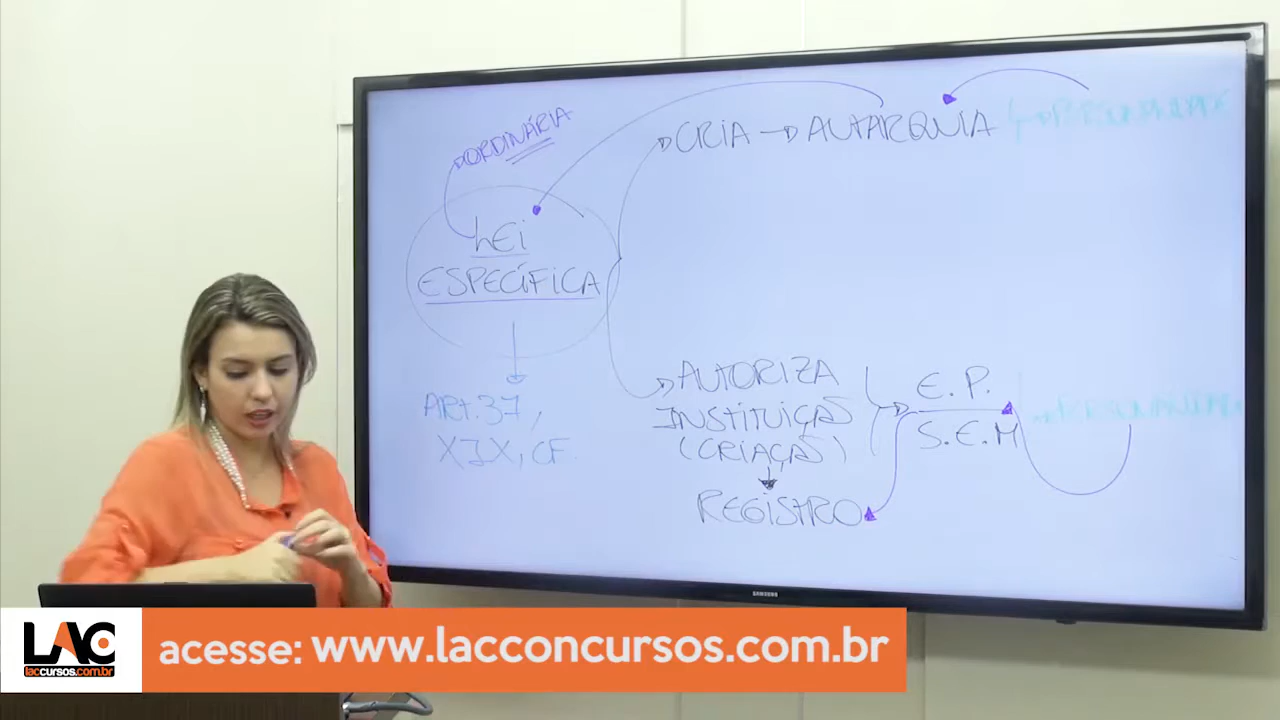 ORDINÁRIA
LEI
ESPECÍFICA
ART. 37,
XIX, CF.
CRIA → AUTARQUIA
AUTORIZA
INSTITUIÇÃO
(CRIAÇÃO)
REGISTRO
E.P.
S.E.M
SAMSUNG
LAC
laccursos.com.br
acesse: www.lacconcursos.com.br